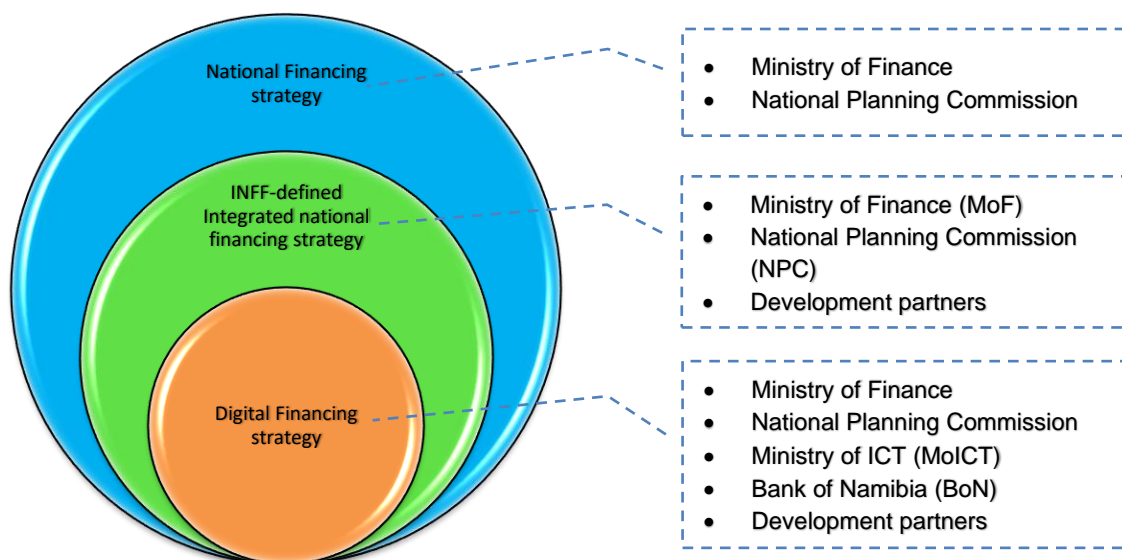 National Financing
strategy
• Ministry of Finance
• National Planning Commission
INFF-defined
Integrated national
financing strategy
• Ministry of Finance (MoF)
• National Planning Commission
(NPC)
• Development partners
Digital Financing
strategy
• Ministry of Finance
• National Planning Commission
• Ministry of ICT (MoICT)
• Bank of Namibia (BoN)
• Development partners